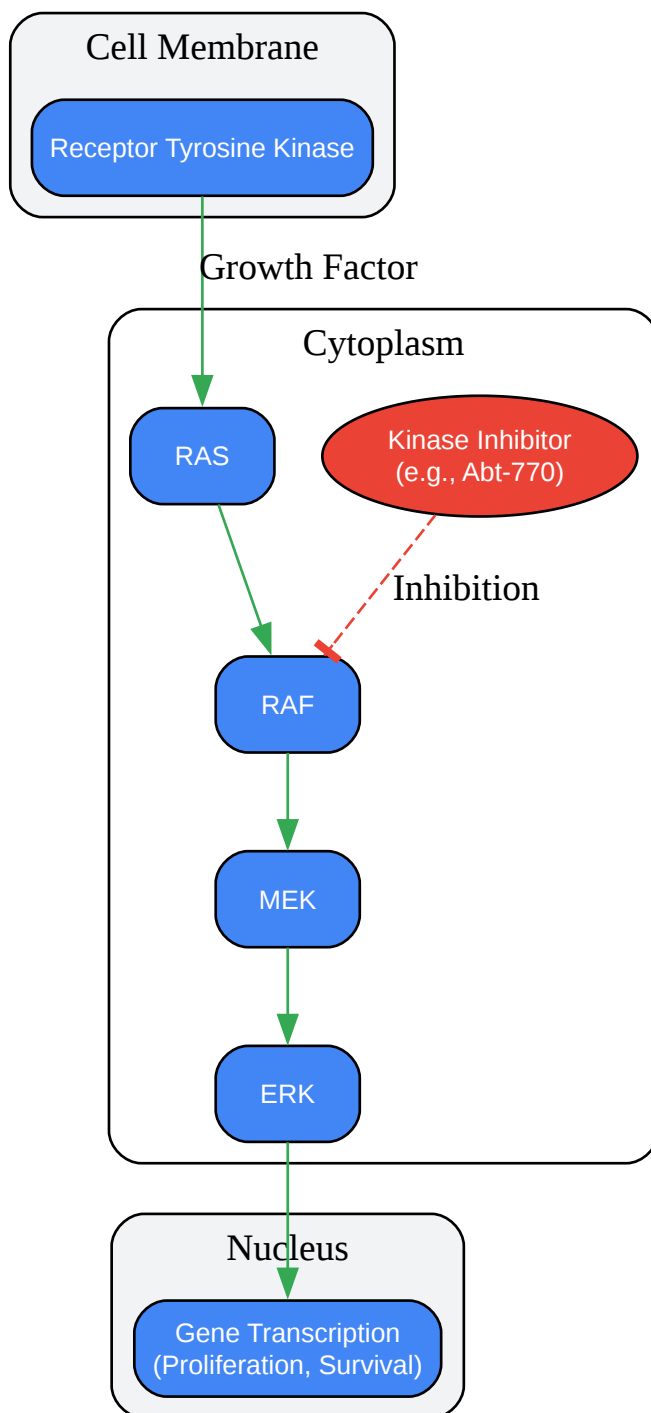 Cell Membrane
Receptor Tyrosine Kinase
Growth Factor
Cytoplasm
RAS
Kinase Inhibitor
(e.g., Abt-770)
Inhibition
RAF
MEK
ERK
Nucleus
Gene Transcription
(Proliferation, Survival)